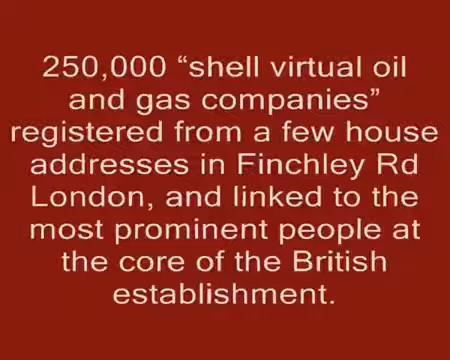 250,000 “shell virtual oil
and gas companies”
registered from a few house
addresses in Finchley Rd
London, and linked to the
most prominent people at
the core of the British
establishment.